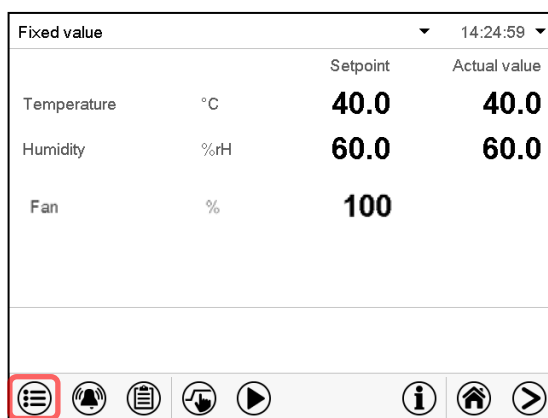 Fixed value 14:24:59
Setpoint Actual value
Temperature °C 40.0 40.0
Humidity %rH 60.0 60.0
Fan % 100